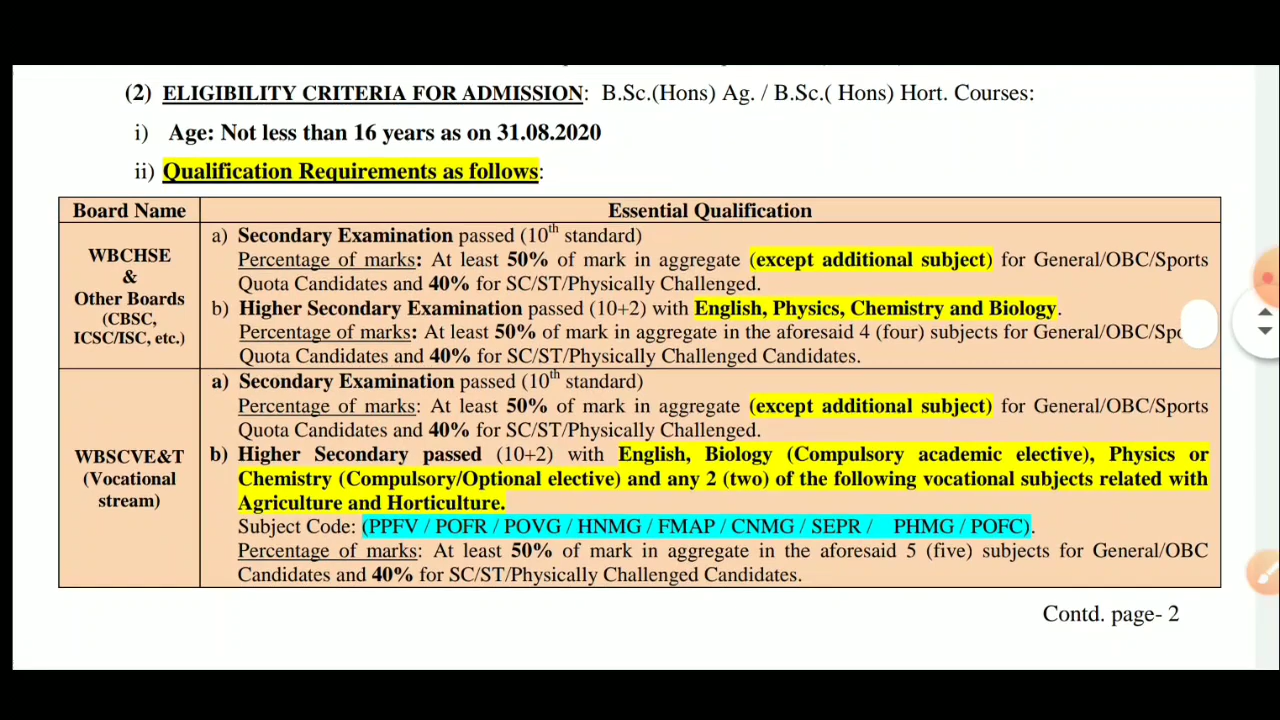 (2) ELIGIBILITY CRITERIA FOR ADMISSION: B.Sc.(Hons) Ag. / B.Sc.( Hons) Hort. Courses:
i) Age: Not less than 16 years as on 31.08.2020
ii) Qualification Requirements as follows:
Board Name
Essential Qualification
WBCHSE
&
Other Boards
(CBSC,
ICSC/ISC, etc.)
a) Secondary Examination passed (10th standard)
Percentage of marks: At least 50% of mark in aggregate (except additional subject) for General/OBC/Sports
Quota Candidates and 40% for SC/ST/Physically Challenged.
b) Higher Secondary Examination passed (10+2) with English, Physics, Chemistry and Biology.
Percentage of marks: At least 50% of mark in aggregate in the aforesaid 4 (four) subjects for General/OBC/Spo
Quota Candidates and 40% for SC/ST/Physically Challenged Candidates.
WBSCVE&T
(Vocational
stream)
a) Secondary Examination passed (10th standard)
Percentage of marks: At least 50% of mark in aggregate (except additional subject) for General/OBC/Sports
Quota Candidates and 40% for SC/ST/Physically Challenged.
b) Higher Secondary passed (10+2) with English, Biology (Compulsory academic elective), Physics or
Chemistry (Compulsory/Optional elective) and any 2 (two) of the following vocational subjects related with
Agriculture and Horticulture.
Subject Code: (PPFV / POFR / POVG / HNMG / FMAP / CNMG / SEPR / PHMG / POFC).
Percentage of marks: At least 50% of mark in aggregate in the aforesaid 5 (five) subjects for General/OBC
Candidates and 40% for SC/ST/Physically Challenged Candidates.
Contd. page- 2